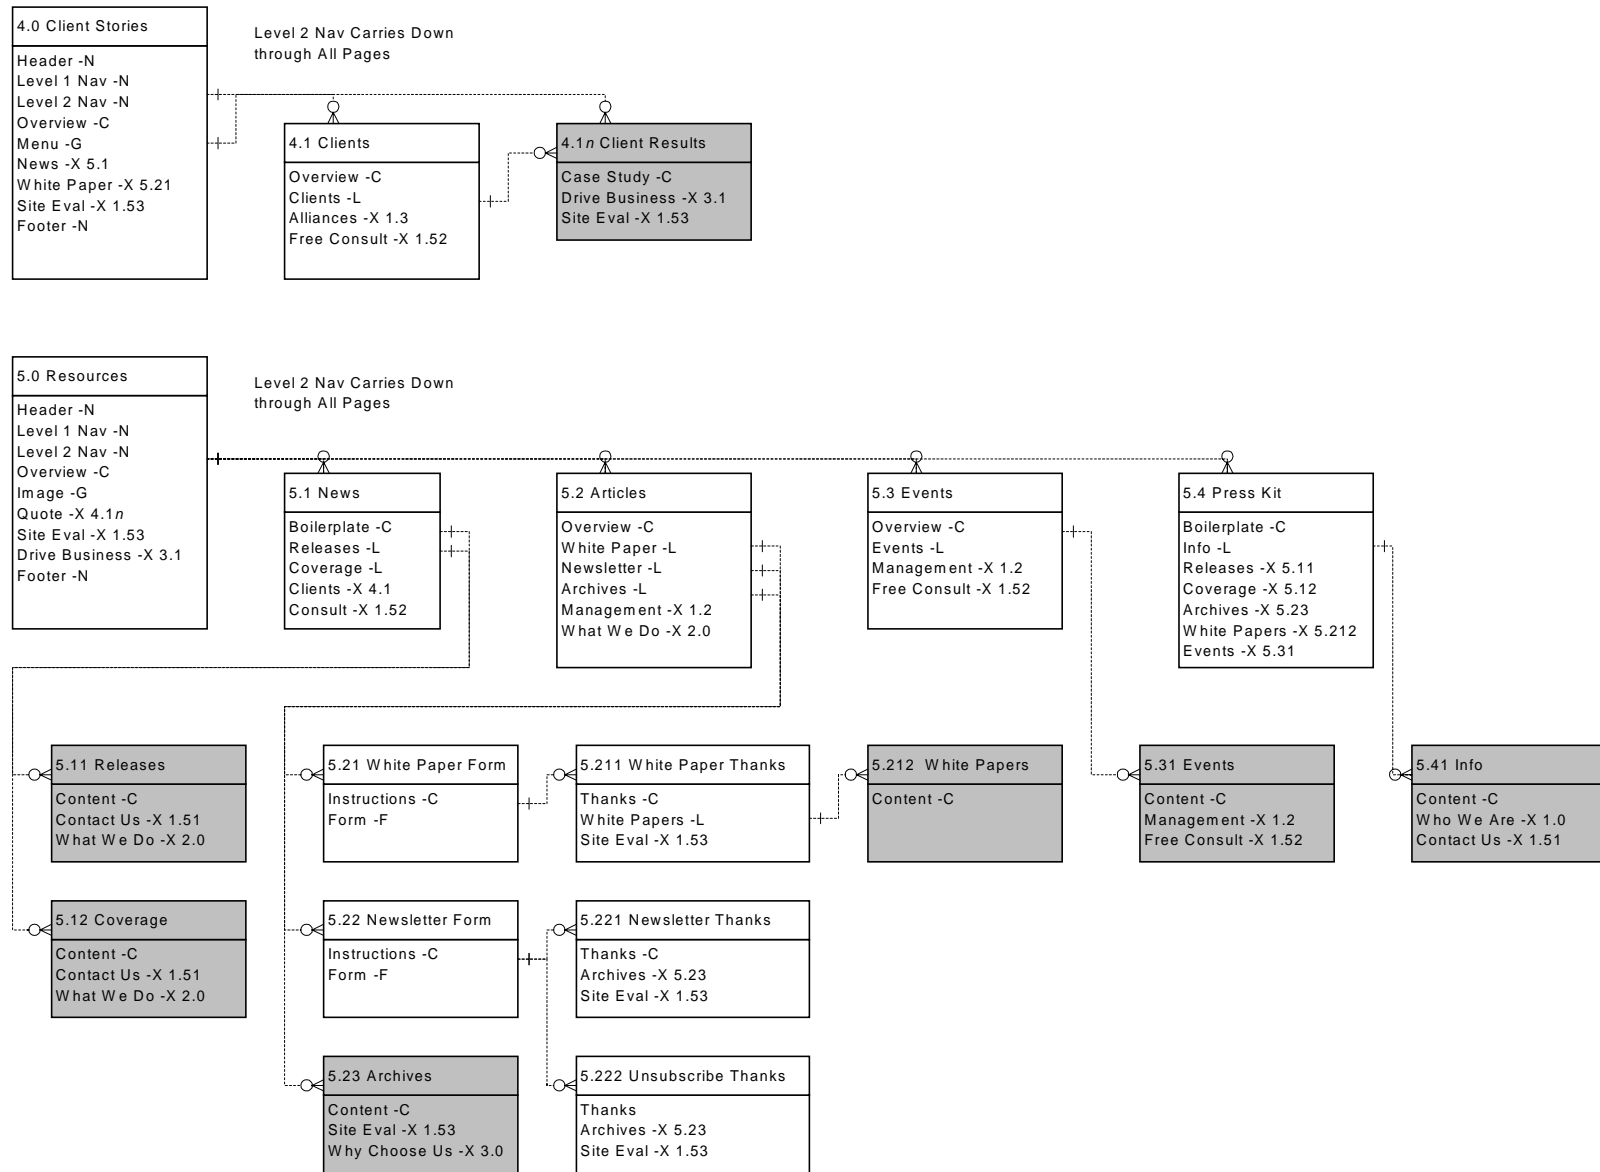 4.0 Client Stories
Header -N
Level 1 Nav -N
Level 2 Nav -N
Overview -C
Menu -G
News -X 5.1
White Paper -X 5.21
Site Eval -X 1.53
Footer -N
Level 2 Nav Carries Down
through All Pages
4.1 Clients
Overview -C
Clients -L
Alliances -X 1.3
Free Consult -X 1.52
4.1n Client Results
Case Study -C
Drive Business -X 3.1
Site Eval -X 1.53
5.0 Resources
Header -N
Level 1 Nav -N
Level 2 Nav -N
Overview -C
Image -G
Quote -X 4.1n
Site Eval -X 1.53
Drive Business -X 3.1
Footer -N
Level 2 Nav Carries Down
through All Pages
5.1 News
Boilerplate -C
Releases -L
Coverage -L
Clients -X 4.1
Consult -X 1.52
5.2 Articles
Overview -C
White Paper -L
Newsletter -L
Archives -L
Management -X 1.2
What We Do -X 2.0
5.3 Events
Overview -C
Events -L
Management -X 1.2
Free Consult -X 1.52
5.4 Press Kit
Boilerplate -C
Info -L
Releases -X 5.11
Coverage -X 5.12
Archives -X 5.23
White Papers -X 5.212
Events -X 5.31
5.11 Releases
Content -C
Contact Us -X 1.51
What We Do -X 2.0
5.21 White Paper Form
Instructions -C
Form -F
5.211 White Paper Thanks
Thanks -C
White Papers -L
Site Eval -X 1.53
5.212 White Papers
Content -C
5.31 Events
Content -C
Management -X 1.2
Free Consult -X 1.52
5.41 Info
Content -C
Who We Are -X 1.0
Contact Us -X 1.51
5.12 Coverage
Content -C
Contact Us -X 1.51
What We Do -X 2.0
5.22 Newsletter Form
Instructions -C
Form -F
5.221 Newsletter Thanks
Thanks -C
Archives -X 5.23
Site Eval -X 1.53
5.23 Archives
Content -C
Site Eval -X 1.53
Why Choose Us -X 3.0
5.222 Unsubscribe Thanks
Thanks
Archives -X 5.23
Site Eval -X 1.53